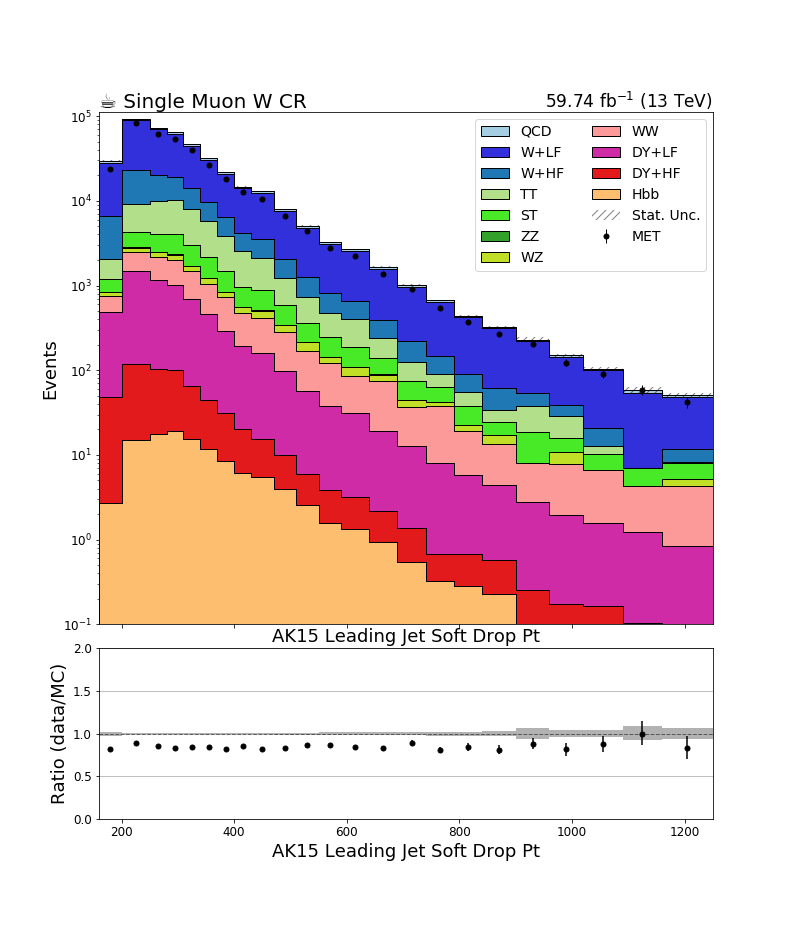 ☕ Single Muon W CR
59.74 fb⁻¹ (13 TeV)
QCD
W+LF
W+HF
TT
ST
ZZ
WZ
WW
DY+LF
DY+HF
Hbb
Stat. Unc.
MET
Events
10⁵
10⁴
10³
10²
10¹
10⁰
10⁻¹
AK15 Leading Jet Soft Drop Pt
Ratio (data/MC)
2.0
1.5
1.0
0.5
0.0
200 400 600 800 1000 1200
AK15 Leading Jet Soft Drop Pt